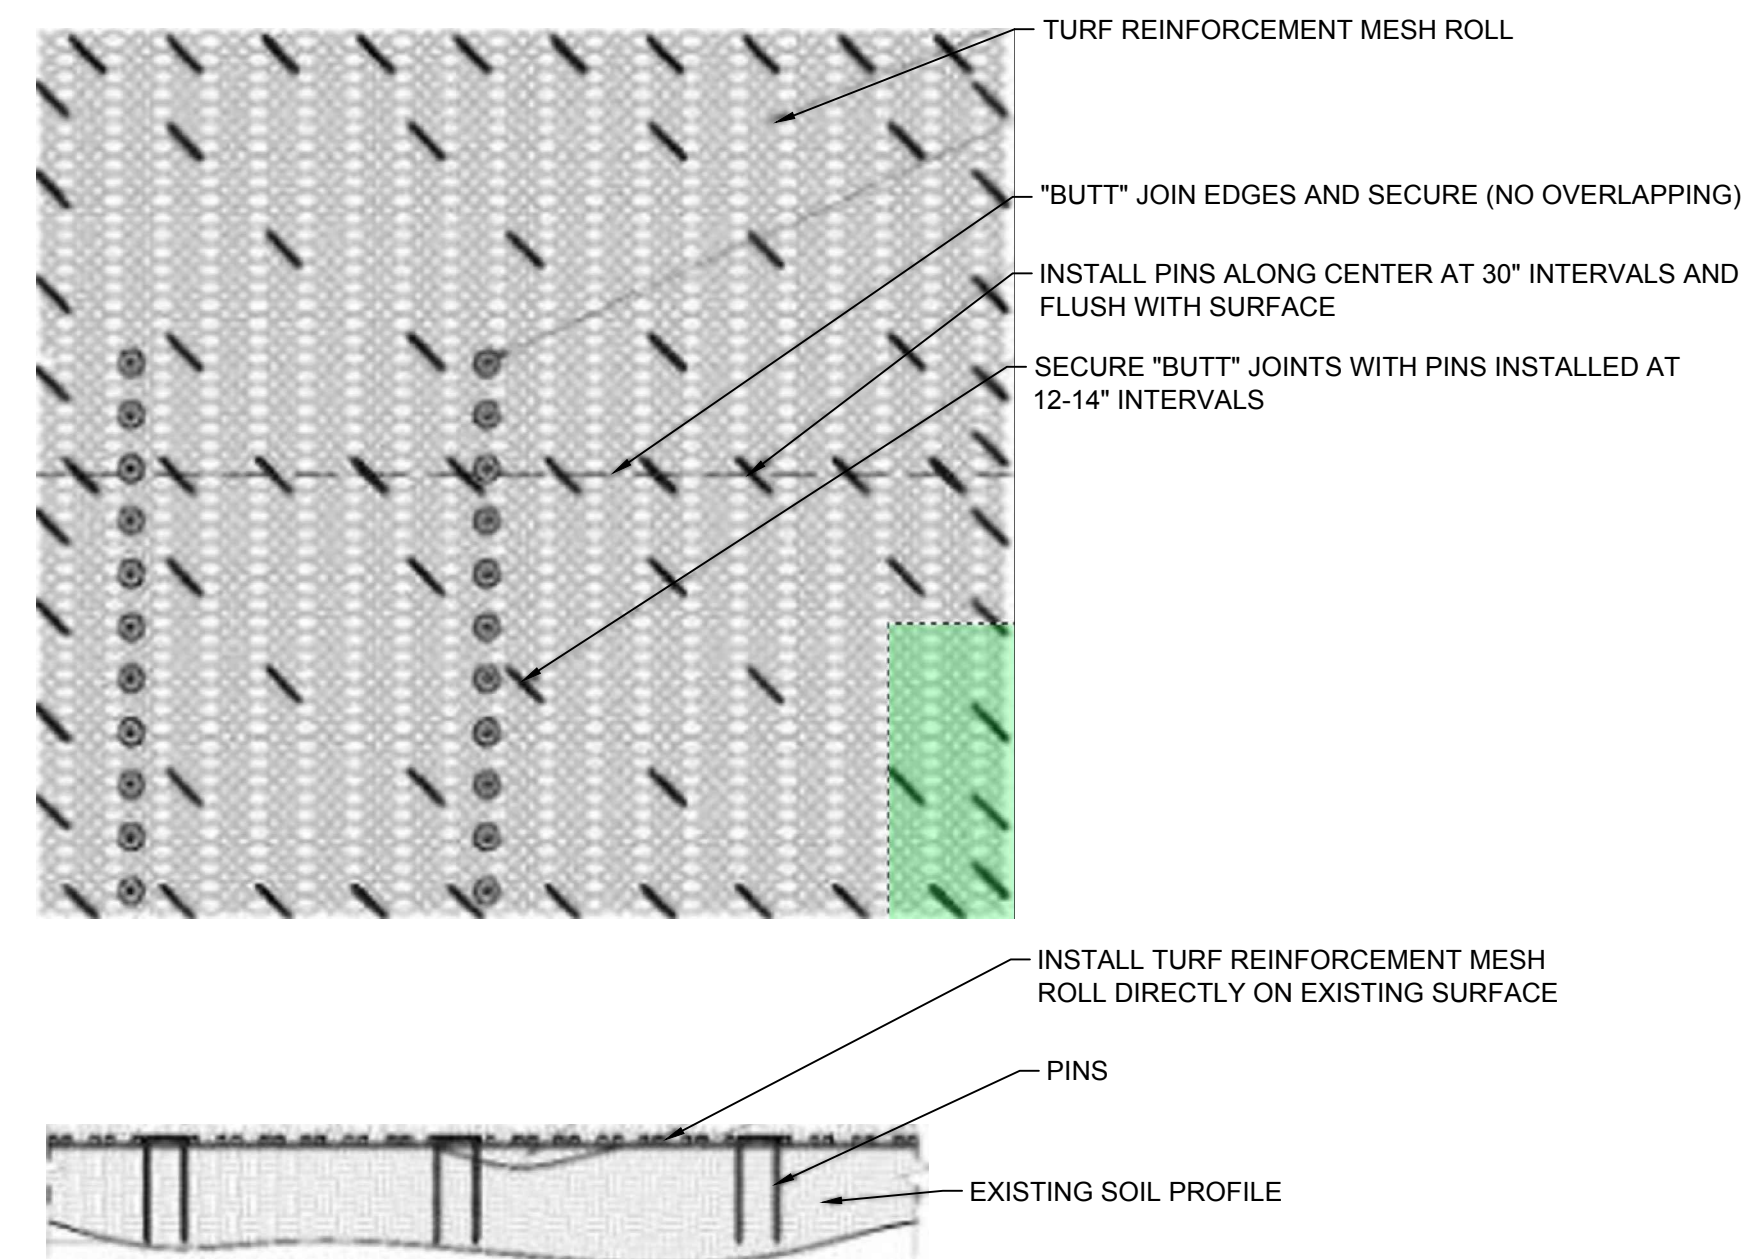 TURF REINFORCEMENT MESH ROLL
"BUTT" JOIN EDGES AND SECURE (NO OVERLAPPING)
INSTALL PINS ALONG CENTER AT 30" INTERVALS AND
FLUSH WITH SURFACE
SECURE "BUTT" JOINTS WITH PINS INSTALLED AT
12-14" INTERVALS
INSTALL TURF REINFORCEMENT MESH
ROLL DIRECTLY ON EXISTING SURFACE
PINS
EXISTING SOIL PROFILE